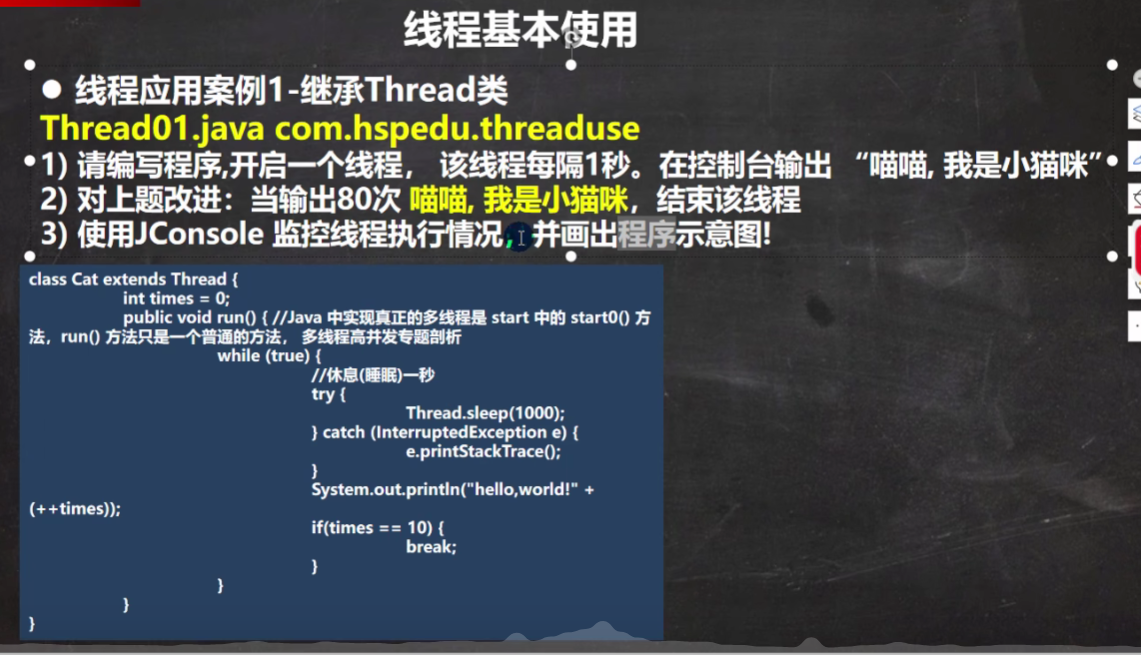 线程基本使用
● 线程应用案例1-继承Thread类
Thread01.java com.hspedu.threaduse
1) 请编写程序,开启一个线程， 该线程每隔1秒。在控制台输出 “喵喵, 我是小猫咪”
2) 对上题改进：当输出80次 喵喵, 我是小猫咪，结束该线程
3) 使用JConsole 监控线程执行情况，并画出程序示意图!
class Cat extends Thread {
int times = 0;
public void run() { //Java 中实现真正的多线程是 start 中的 start0() 方
法，run() 方法只是一个普通的方法， 多线程高并发专题剖析
while (true) {
//休息(睡眠)一秒
try {
Thread.sleep(1000);
} catch (InterruptedException e) {
e.printStackTrace();
}
System.out.println("hello,world!" +
(++times));
if(times == 10) {
break;
}
}
}
}